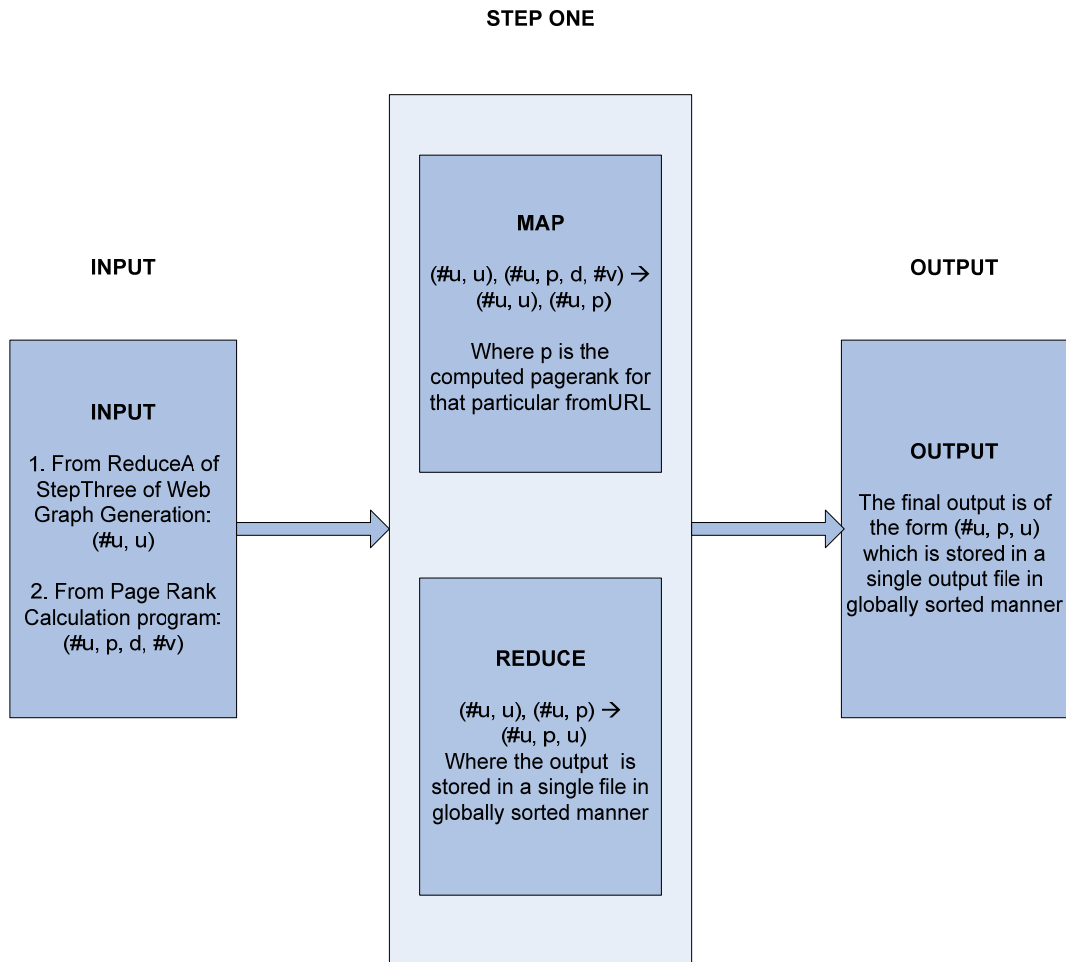 STEP ONE
INPUT
INPUT
1. From ReduceA of
StepThree of Web
Graph Generation:
(#u, u)
2. From Page Rank
Calculation program:
(#u, p, d, #v)
MAP
(#u, u), (#u, p, d, #v) →
(#u, u), (#u, p)
Where p is the
computed pagerank for
that particular fromURL
REDUCE
(#u, u), (#u, p) →
(#u, p, u)
Where the output is
stored in a single file in
globally sorted manner
OUTPUT
OUTPUT
The final output is of
the form (#u, p, u)
which is stored in a
single output file in
globally sorted manner